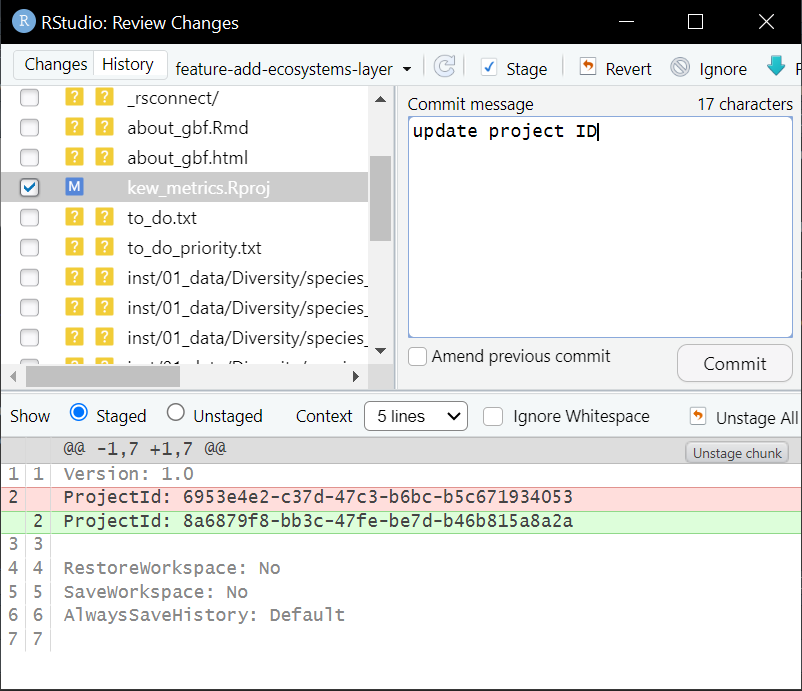 R RStudio: Review Changes
Changes History feature-add-ecosystems-layer Stage Revert Ignore
? ? _rsconnect/
? ? about_gbf.Rmd
? ? about_gbf.html
M kew_metrics.Rproj
? ? to_do.txt
? ? to_do_priority.txt
? ? inst/01_data/Diversity/species_
? ? inst/01_data/Diversity/species_
? ? inst/01_data/Diversity/species_
Commit message 17 characters
update project ID
Amend previous commit Commit
Show Staged Unstaged Context 5 lines Ignore Whitespace Unstage All
@@ -1,7 +1,7 @@ Unstage chunk
1 1 Version: 1.0
2 ProjectId: 6953e4e2-c37d-47c3-b6bc-b5c671934053
2 ProjectId: 8a6879f8-bb3c-47fe-be7d-b46b815a8a2a
3 3
4 4 RestoreWorkspace: No
5 5 SaveWorkspace: No
6 6 AlwaysSaveHistory: Default
7 7